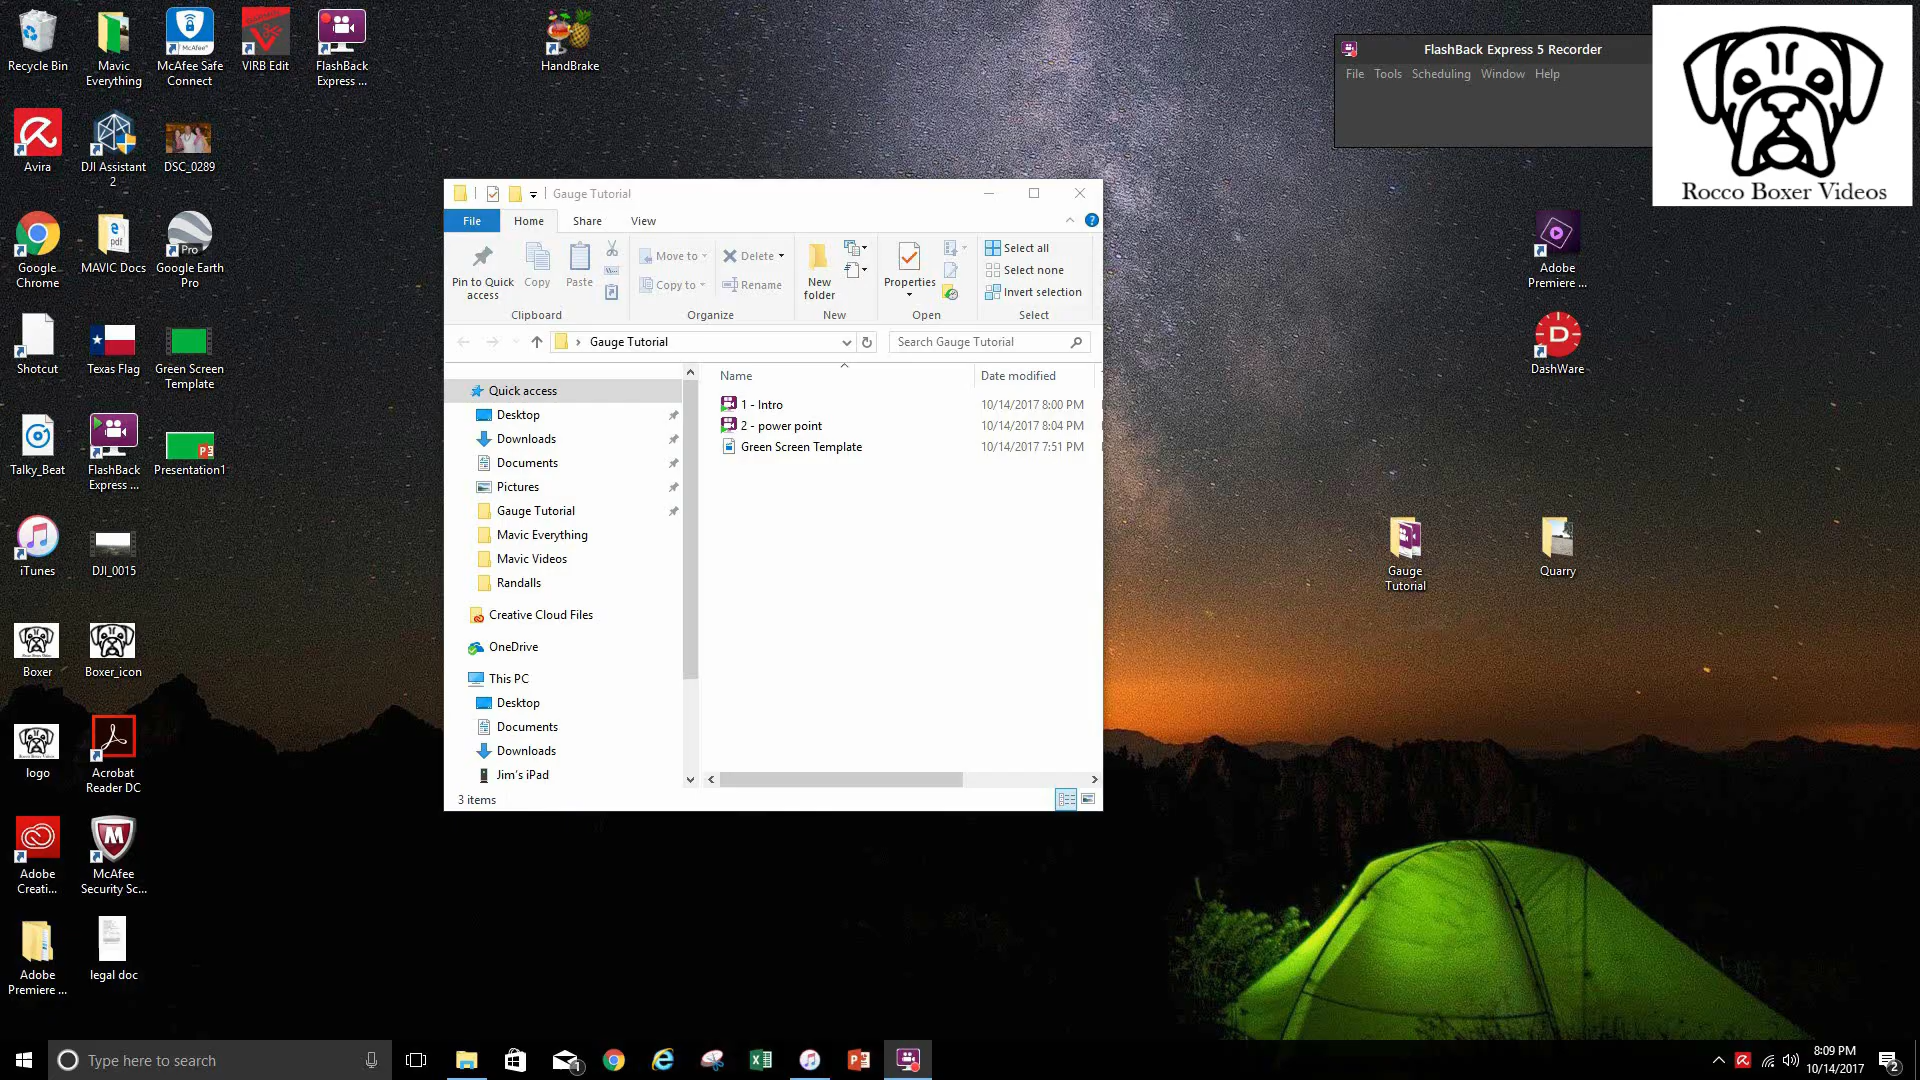 Recycle Bin
Mavic
Everything
McAfee Safe
Connect
VIRB Edit
FlashBack
Express ...
HandBrake
Avira
DJI Assistant
2
DSC_0289
Google
Chrome
MAVIC Docs
Google Earth
Pro
Shotcut
Texas Flag
Green Screen
Template
Talky_Beat
FlashBack
Express ...
Presentation1
iTunes
DJI_0015
Boxer
Boxer_icon
logo
Acrobat
Reader DC
Adobe
Creati...
McAfee
Security Sc...
Adobe
Premiere ...
legal doc
Gauge Tutorial
File Home Share View
Pin to Quick
access
Copy
Paste
Move to
Copy to
Delete
Rename
New
folder
Properties
Select all
Select none
Invert selection
Clipboard Organize New Open Select
Gauge Tutorial
Search Gauge Tutorial
Quick access
Desktop
Downloads
Documents
Pictures
Gauge Tutorial
Mavic Everything
Mavic Videos
Randalls
Creative Cloud Files
OneDrive
This PC
Desktop
Documents
Downloads
Jim's iPad
Name Date modified
1 - Intro 10/14/2017 8:00 PM
2 - power point 10/14/2017 8:04 PM
Green Screen Template 10/14/2017 7:51 PM
3 items
FlashBack Express 5 Recorder
File Tools Scheduling Window Help
Rocco Boxer Videos
Adobe
Premiere ...
DashWare
Gauge
Tutorial
Quarry
Type here to search
8:09 PM
10/14/2017